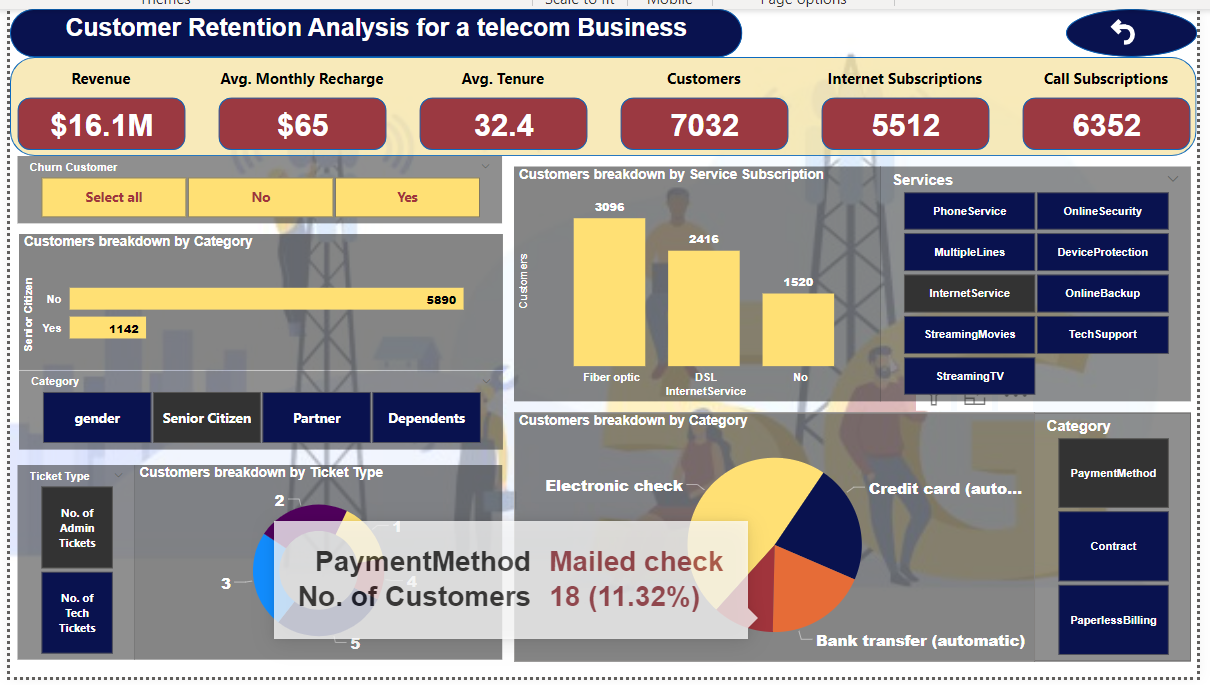 Themes
Scale to fit
Mobile
Page options
Customer Retention Analysis for a telecom Business
Revenue
Avg. Monthly Recharge
Avg. Tenure
Customers
Internet Subscriptions
Call Subscriptions
$16.1M
$65
32.4
7032
5512
6352
Churn Customer
Select all
No
Yes
Customers breakdown by Category
Senior Citizen
No
5890
Yes
1142
Category
gender
Senior Citizen
Partner
Dependents
Ticket Type
No. of
Admin
Tickets
No. of
Tech
Tickets
Customers breakdown by Ticket Type
2
1
3
4
5
Customers breakdown by Service Subscription
Customers
3096
2416
1520
Fiber optic
DSL
No
InternetService
Services
PhoneService
OnlineSecurity
MultipleLines
DeviceProtection
InternetService
OnlineBackup
StreamingMovies
TechSupport
StreamingTV
Customers breakdown by Category
Electronic check
Credit card (auto...
Bank transfer (automatic)
PaymentMethod Mailed check
No. of Customers 18 (11.32%)
Category
PaymentMethod
Contract
PaperlessBilling